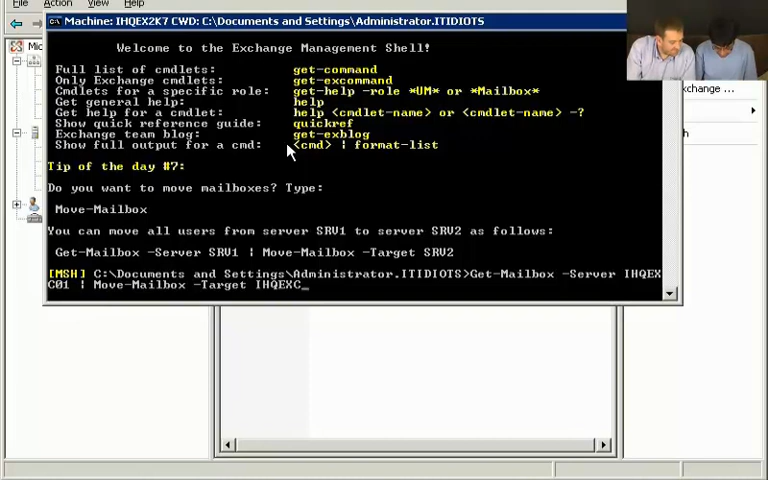 File Action View Help
Machine: IHQEX2K7 CWD: C:\Documents and Settings\Administrator.ITIDIOTS
Mic
Welcome to the Exchange Management Shell!
Full list of cmdlets: get-command
Only Exchange cmdlets: get-excommand
Cmdlets for a specific role: get-help -role *UM* or *Mailbox*
Get general help: help
Get help for a cmdlet: help <cmdlet-name> or <cmdlet-name> -?
Show quick reference guide: quickref
Exchange team blog: get-exblog
Show full output for a cmd: <cmd> | format-list
Tip of the day #7:
Do you want to move mailboxes? Type:
Move-Mailbox
You can move all users from server SRV1 to server SRV2 as follows:
Get-Mailbox -Server SRV1 | Move-Mailbox -Target SRV2
[MSH] C:\Documents and Settings\Administrator.ITIDIOTS>Get-Mailbox -Server IHQEX
C01 | Move-Mailbox -Target IHQEXC_
xchange ...